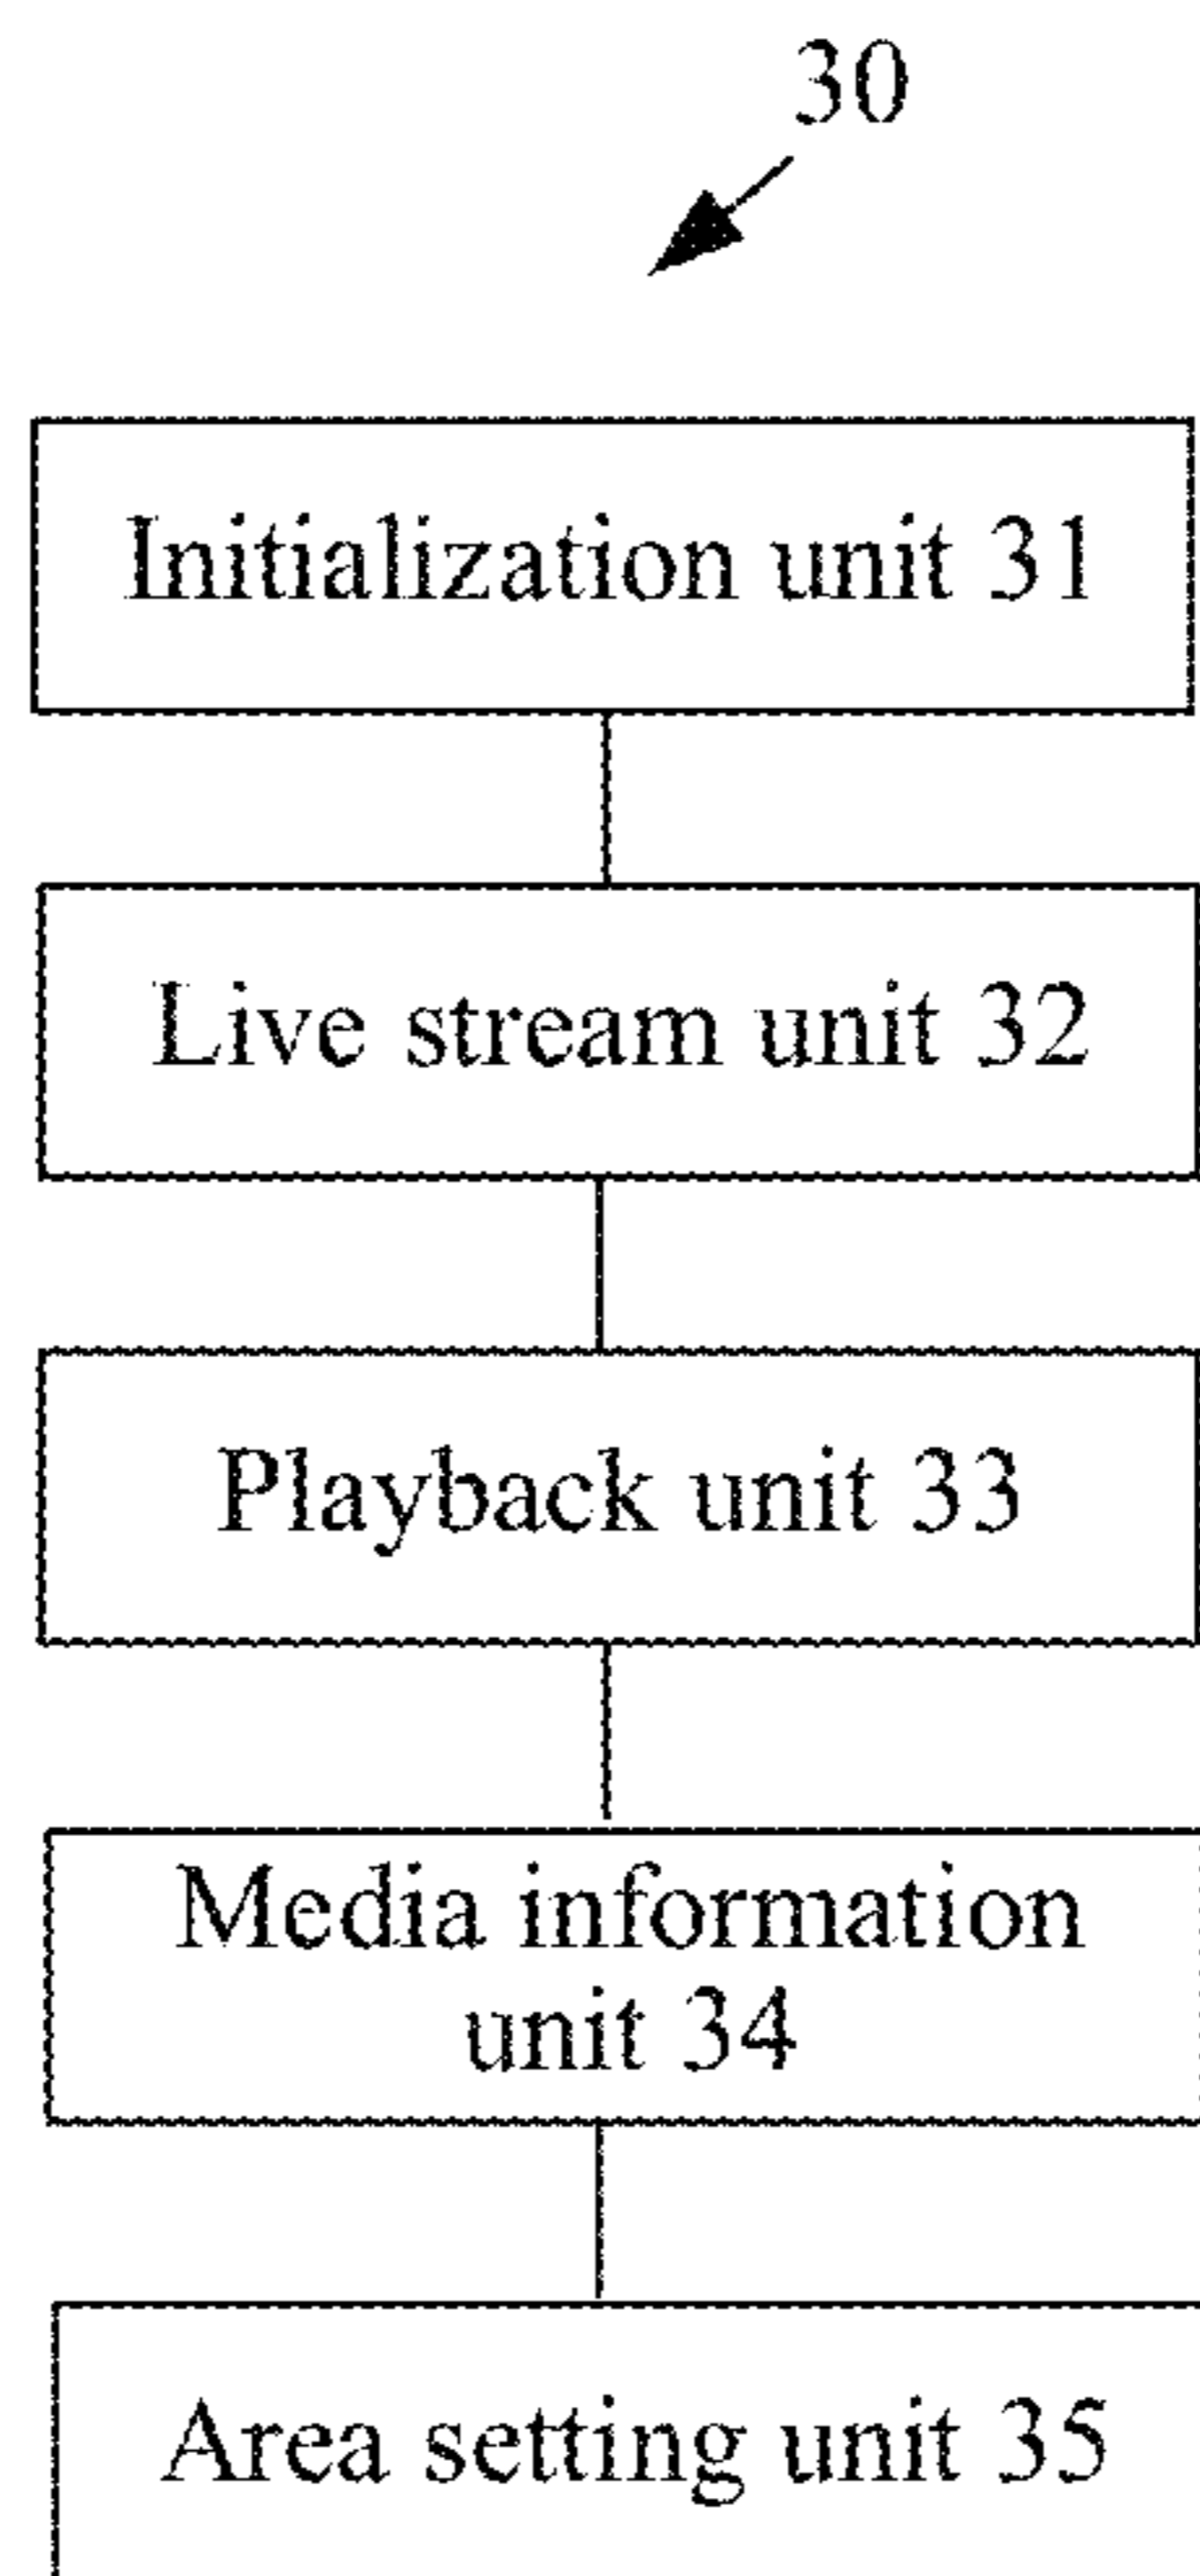 30
Initialization unit 31
Live stream unit 32
Playback unit 33
Media information
unit 34
Area setting unit 35